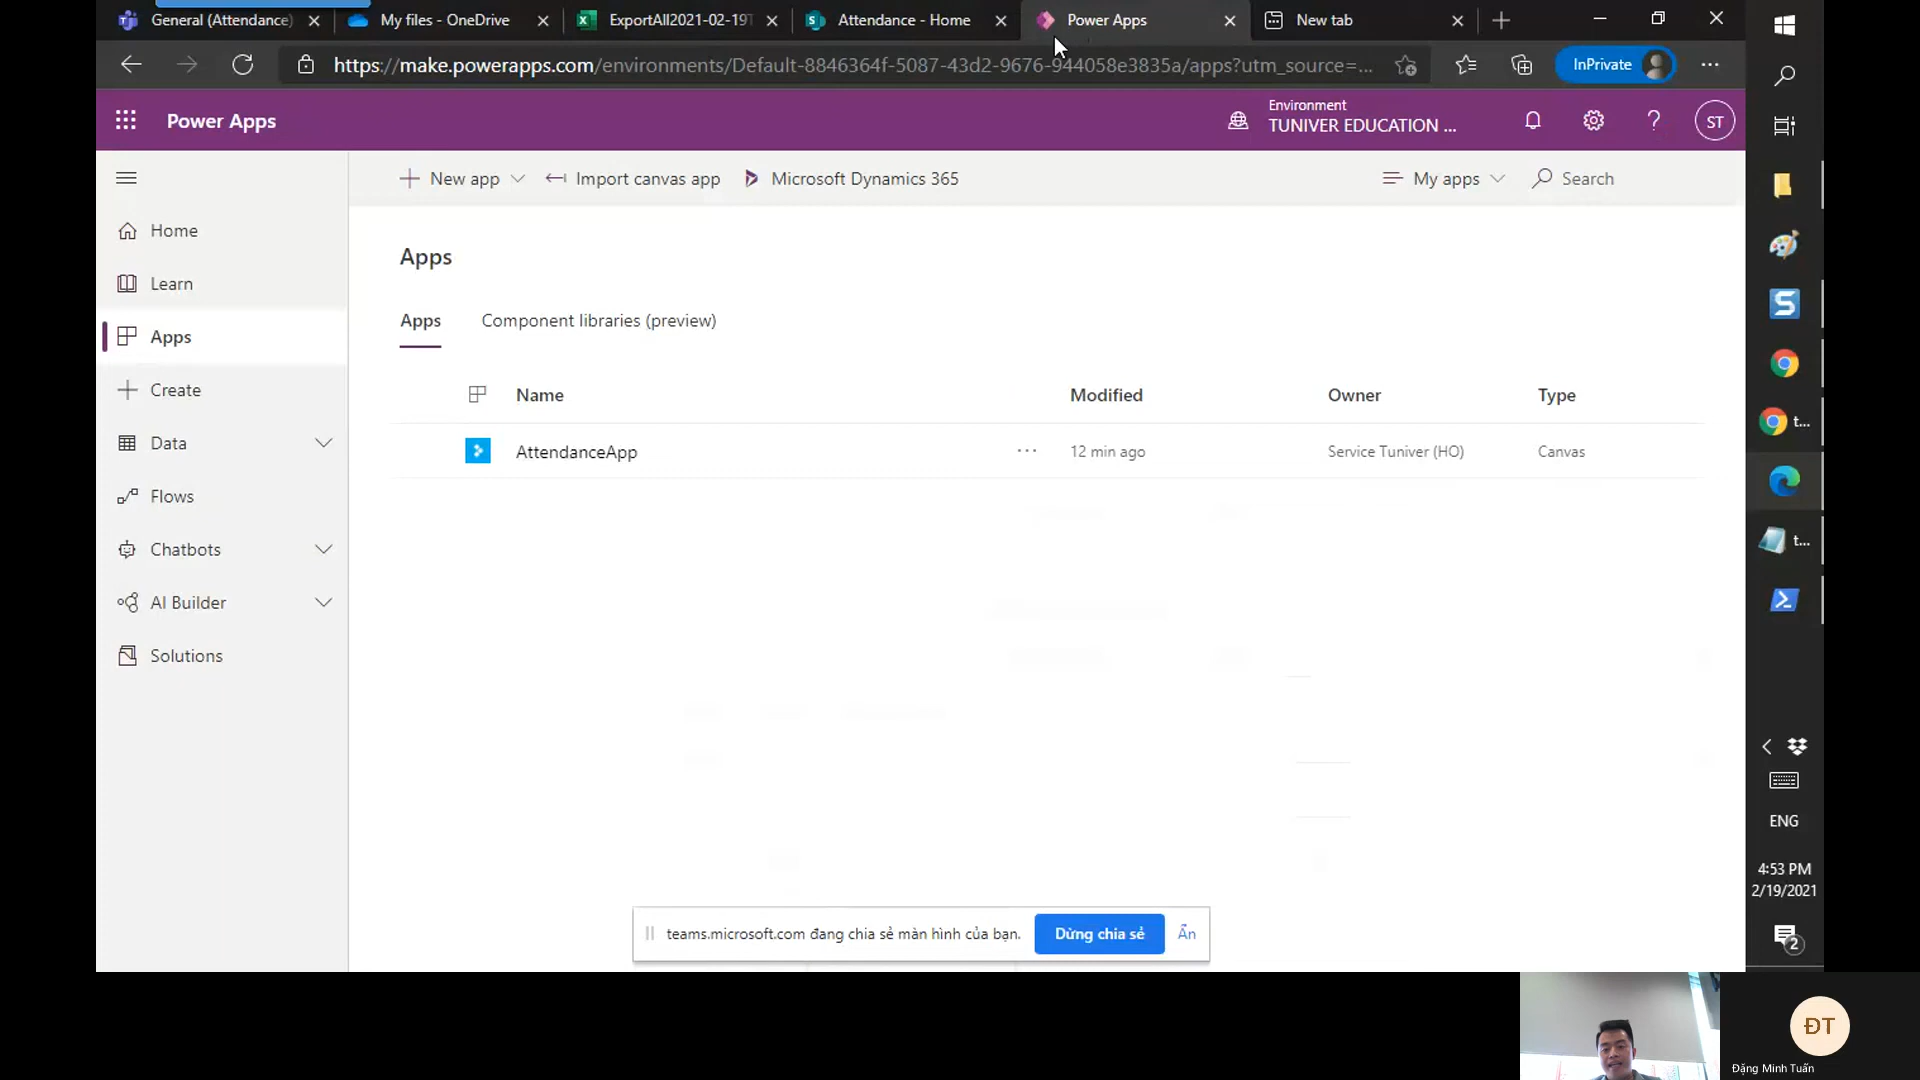 General (Attendance)
My files - OneDrive
ExportAll2021-02-19T
Attendance - Home
Power Apps
New tab
https://make.powerapps.com/environments/Default-8846364f-5087-43d2-9676-944058e3835a/apps?utm_source=...
InPrivate
Power Apps
Environment
TUNIVER EDUCATION ...
ST
New app
Import canvas app
Microsoft Dynamics 365
My apps
Search
Home
Learn
Apps
Create
Data
Flows
Chatbots
AI Builder
Solutions
Apps
Apps
Component libraries (preview)
Name
Modified
Owner
Type
AttendanceApp
12 min ago
Service Tuniver (HO)
Canvas
t...
t...
ENG
4:53 PM
2/19/2021
2
teams.microsoft.com đang chia sẻ màn hình của bạn.
Dừng chia sẻ
Ẩn
ĐT
Đặng Minh Tuấn